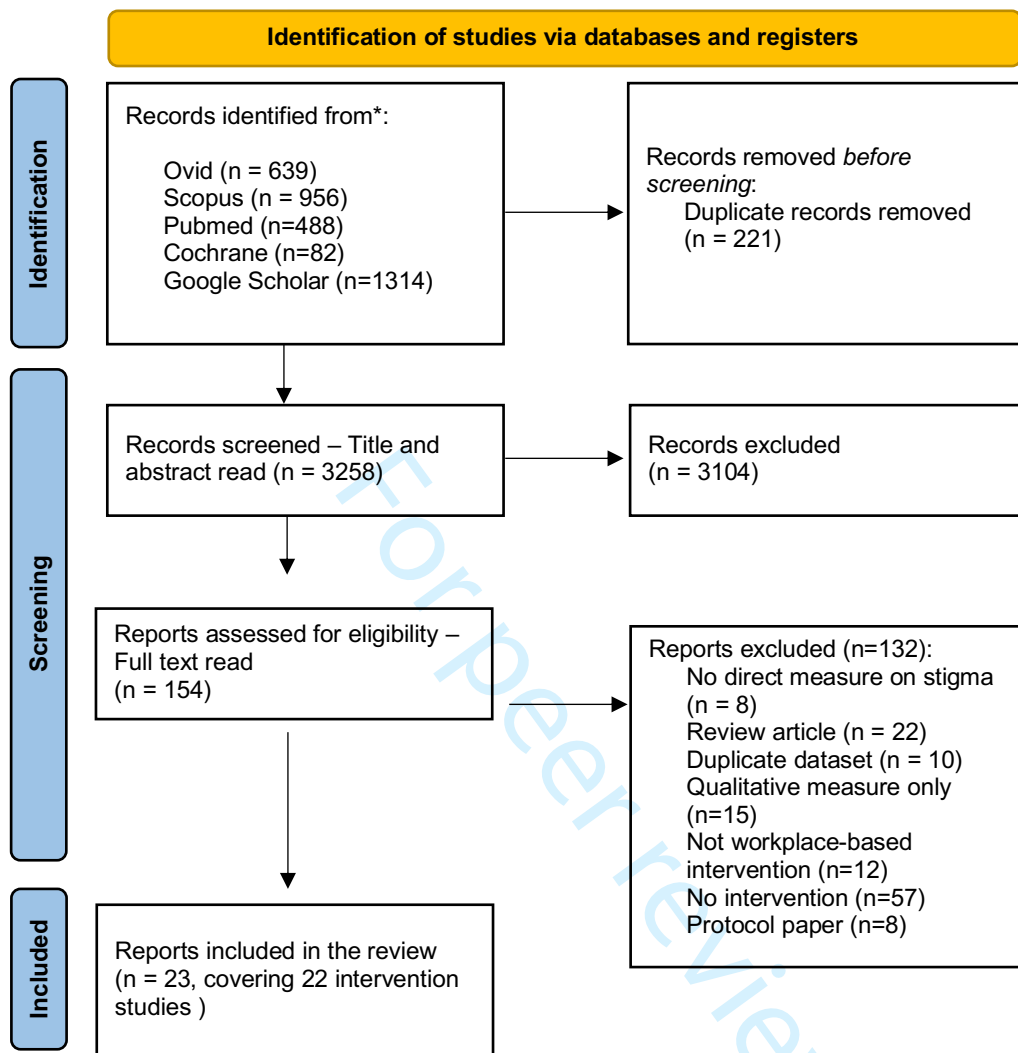 Identification of studies via databases and registers
Identification
Records identified from*:
Ovid (n = 639)
Scopus (n = 956)
Pubmed (n=488)
Cochrane (n=82)
Google Scholar (n=1314)
Records removed before
screening:
Duplicate records removed
(n = 221)
Screening
Records screened – Title and
abstract read (n = 3258)
Records excluded
(n = 3104)
Reports assessed for eligibility –
Full text read
(n = 154)
Reports excluded (n=132):
No direct measure on stigma
(n = 8)
Review article (n = 22)
Duplicate dataset (n = 10)
Qualitative measure only
(n=15)
Not workplace-based
intervention (n=12)
No intervention (n=57)
Protocol paper (n=8)
Included
Reports included in the review
(n = 23, covering 22 intervention
studies )
For peer review